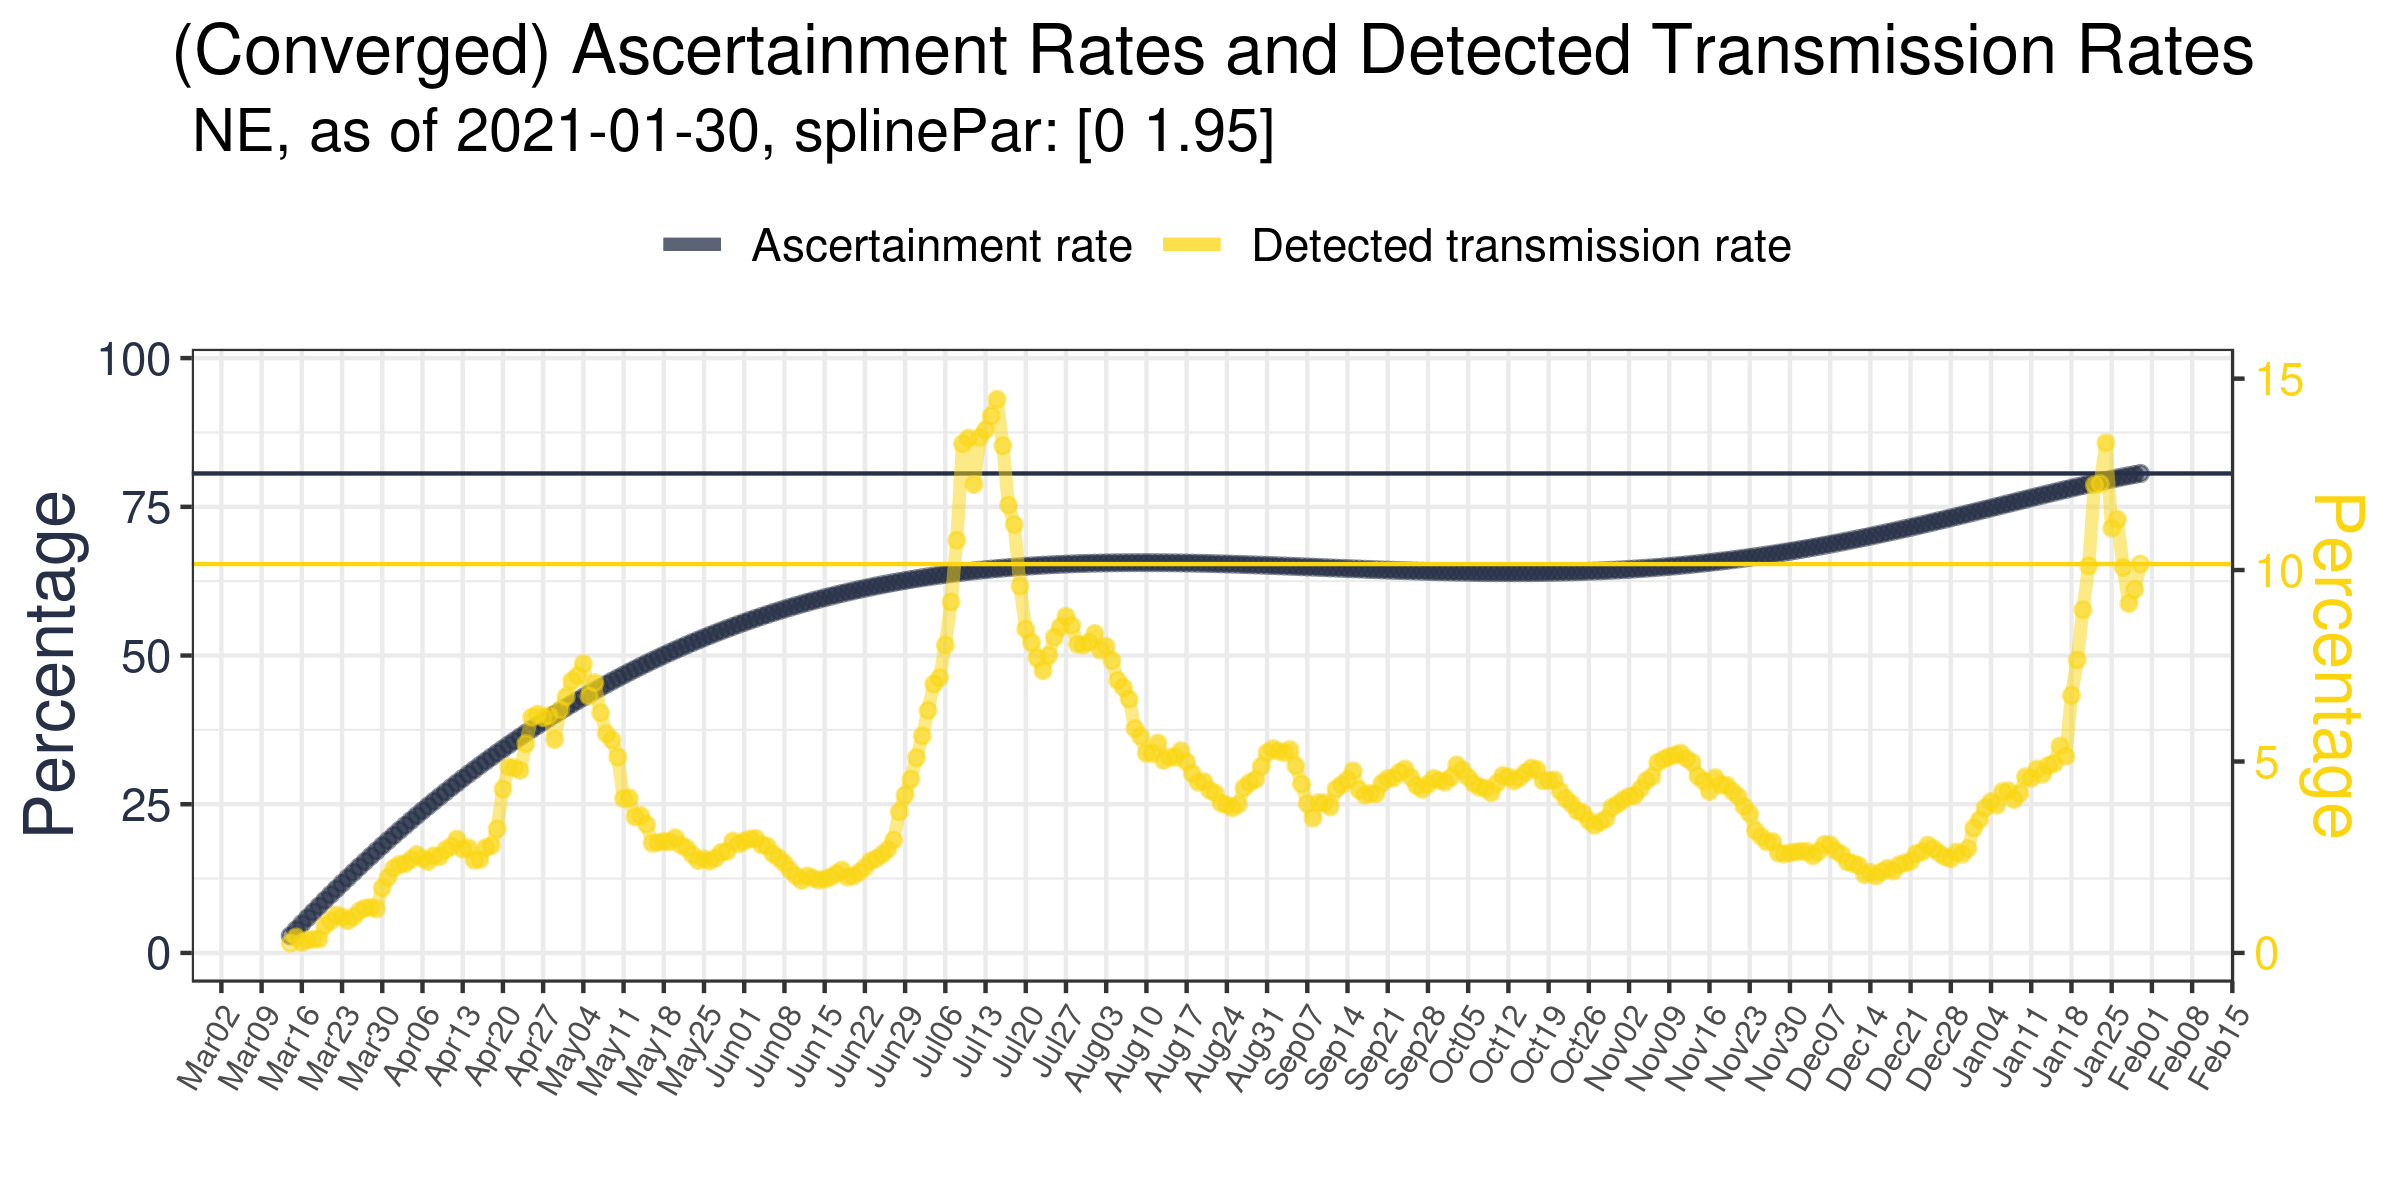 (Converged) Ascertainment Rates and Detected Transmission Rates
NE, as of 2021-01-30, splinePar: [0 1.95]
Ascertainment rate Detected transmission rate
Percentage
100
75
50
25
0
15
10
5
0
Percentage
Mar02 Mar09 Mar16 Mar23 Mar30 Apr06 Apr13 Apr20 Apr27 May04 May11 May18 May25 Jun01 Jun08 Jun15 Jun22 Jun29 Jul06 Jul13 Jul20 Jul27 Aug03 Aug10 Aug17 Aug24 Aug31 Sep07 Sep14 Sep21 Sep28 Oct05 Oct12 Oct19 Oct26 Nov02 Nov09 Nov16 Nov23 Nov30 Dec07 Dec14 Dec21 Dec28 Jan04 Jan11 Jan18 Jan25 Feb01 Feb08 Feb15